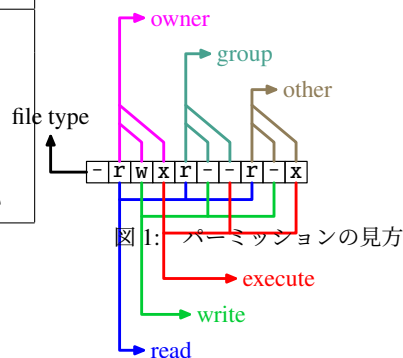 owner
group
other
file type
-rwxr--r-x
図 1: パーミッションの見方
execute
write
read